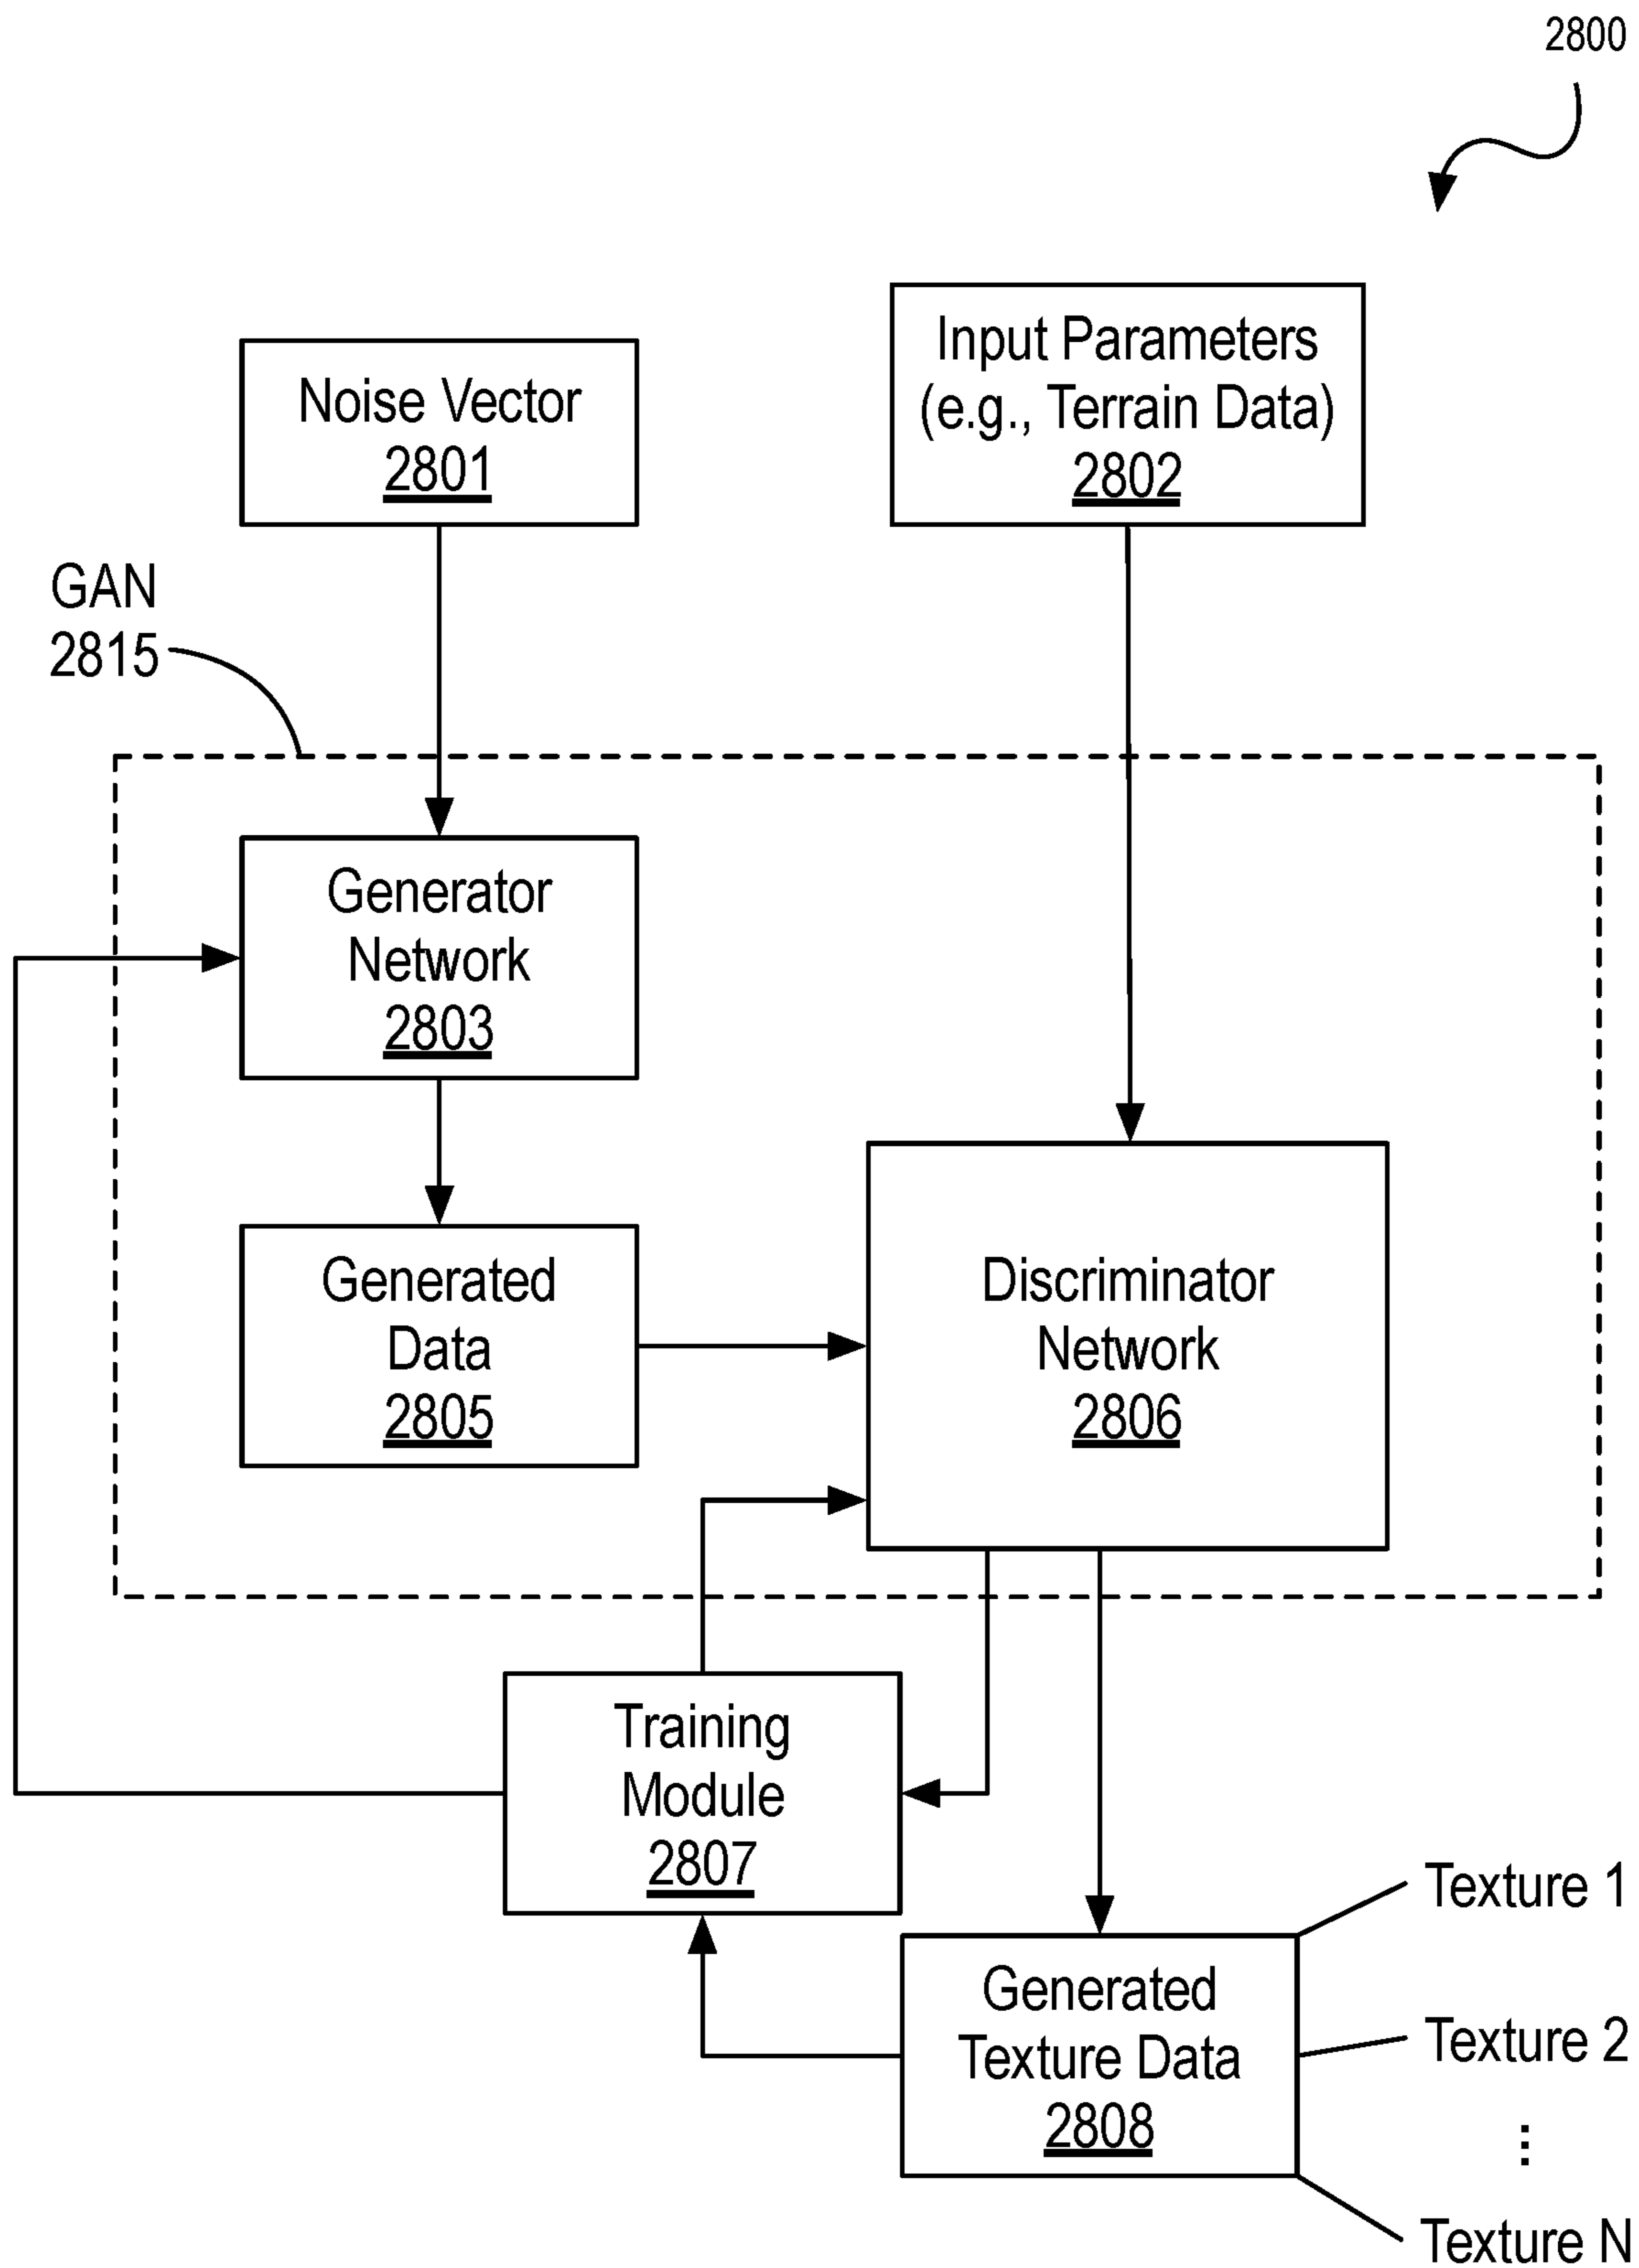 2800
Noise Vector
2801
Input Parameters
(e.g., Terrain Data)
2802
GAN
2815
Generator
Network
2803
Generated
Data
2805
Discriminator
Network
2806
Training
Module
2807
Generated
Texture Data
2808
Texture 1
Texture 2
⋮
Texture N